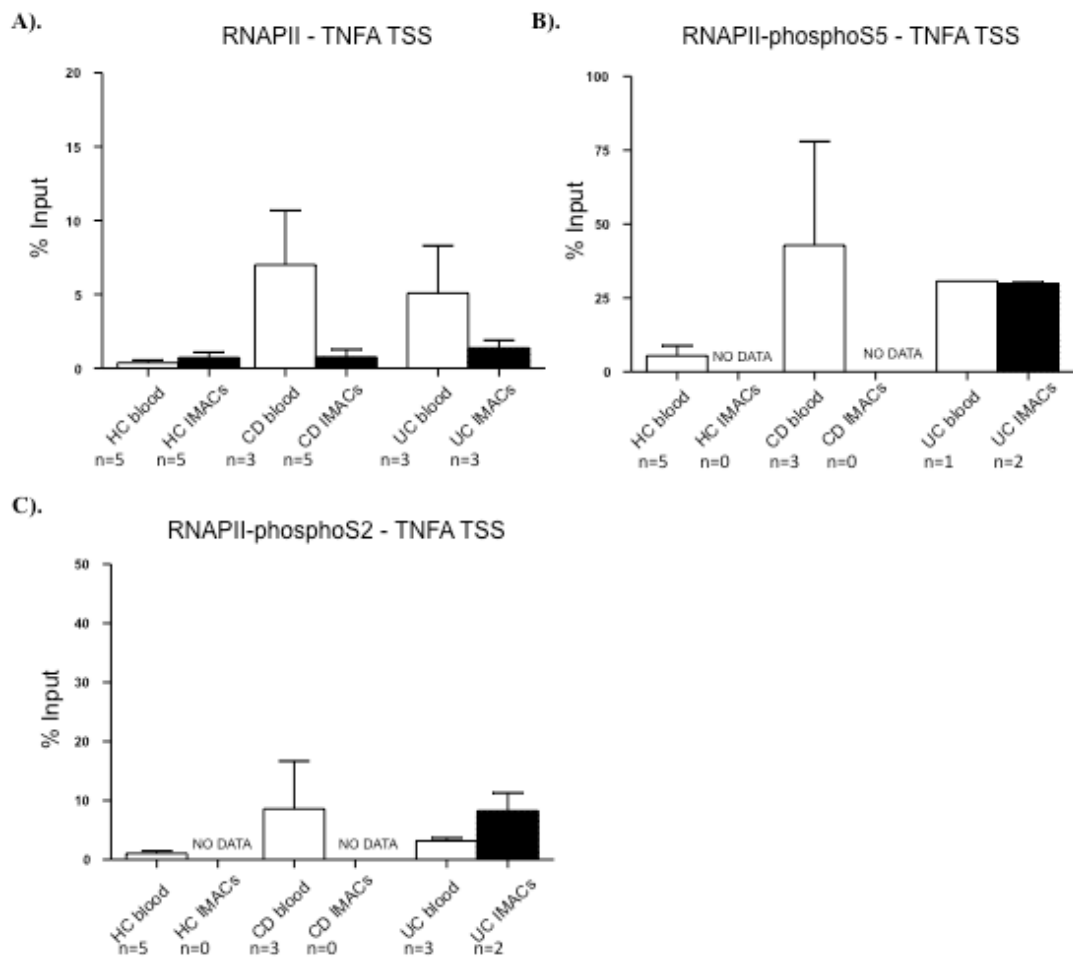 A).
RNAPII - TNFA TSS
% Input
20
15
10
5
0
HC blood
HC IMACs
CD blood
CD IMACs
UC blood
UC IMACs
n=5
n=5
n=3
n=5
n=3
n=3
B).
RNAPII-phosphoS5 - TNFA TSS
% Input
100
75
50
25
0
NO DATA
NO DATA
HC blood
HC IMACs
CD blood
CD IMACs
UC blood
UC IMACs
n=5
n=0
n=3
n=0
n=1
n=2
C).
RNAPII-phosphoS2 - TNFA TSS
% Input
50
40
30
20
10
0
NO DATA
NO DATA
HC blood
HC IMACs
CD blood
CD IMACs
UC blood
UC IMACs
n=5
n=0
n=3
n=0
n=3
n=2